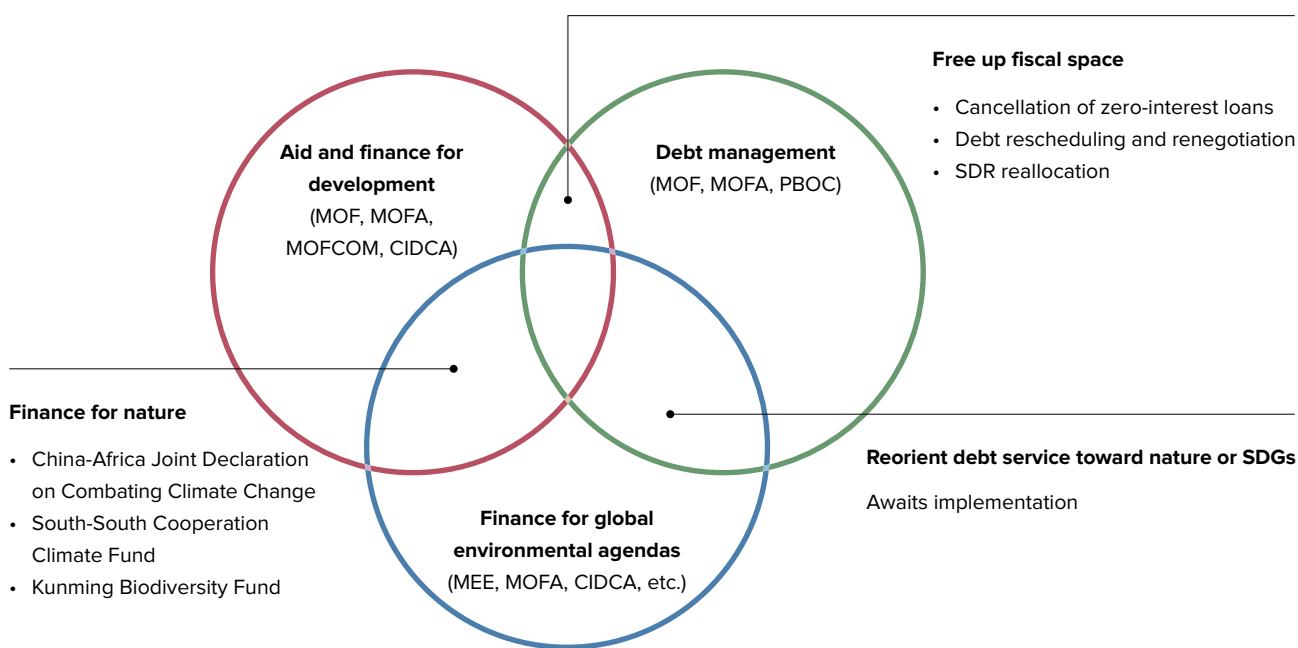 Free up fiscal space
• Cancellation of zero-interest loans
• Debt rescheduling and renegotiation
• SDR reallocation
Aid and finance for
development
(MOF, MOFA,
MOFCOM, CIDCA)
Debt management
(MOF, MOFA, PBOC)
Finance for nature
• China-Africa Joint Declaration
on Combating Climate Change
• South-South Cooperation
Climate Fund
• Kunming Biodiversity Fund
Reorient debt service toward nature or SDGs
Awaits implementation
Finance for global
environmental agendas
(MEE, MOFA, CIDCA, etc.)